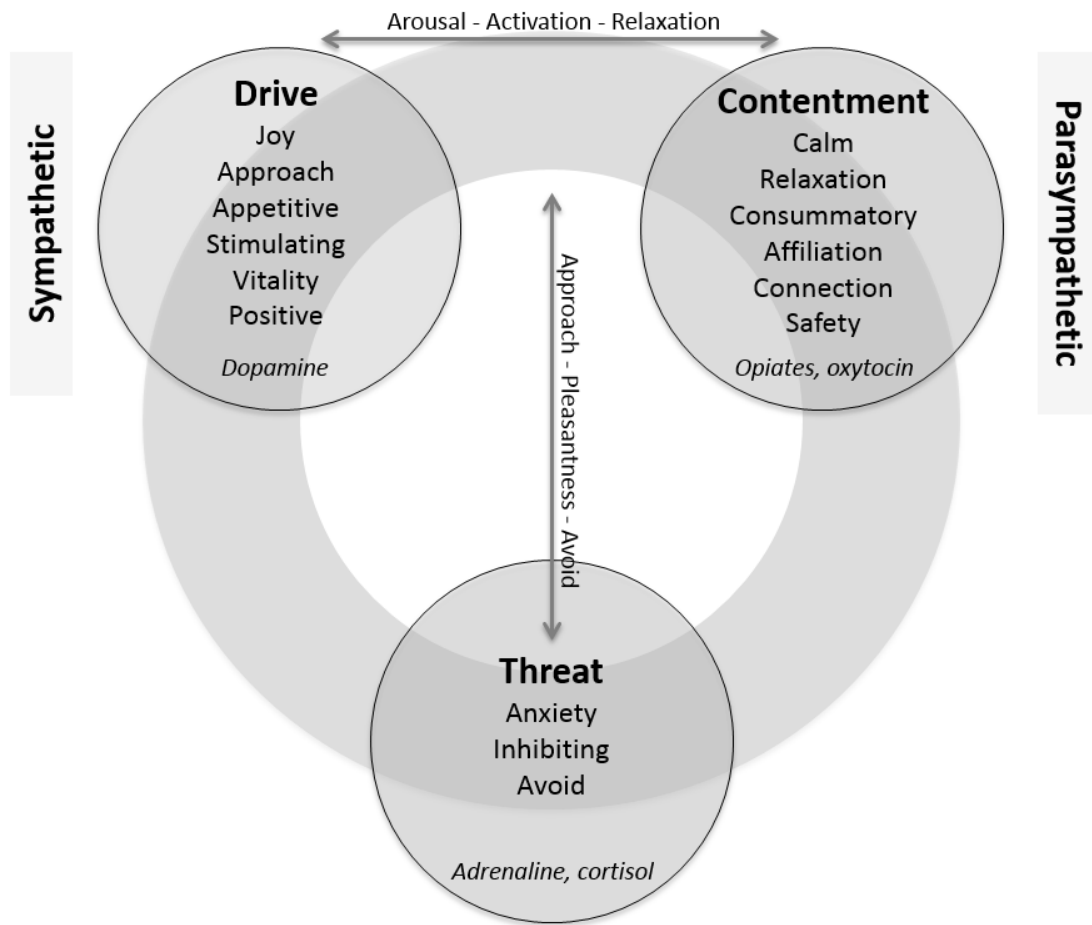 Arousal - Activation - Relaxation
Sympathetic
Drive
Joy
Approach
Appetitive
Stimulating
Vitality
Positive
Dopamine
Approach - Pleasantness - Avoid
Contentment
Calm
Relaxation
Consummatory
Affiliation
Connection
Safety
Opiates, oxytocin
Parasympathetic
Threat
Anxiety
Inhibiting
Avoid
Adrenaline, cortisol